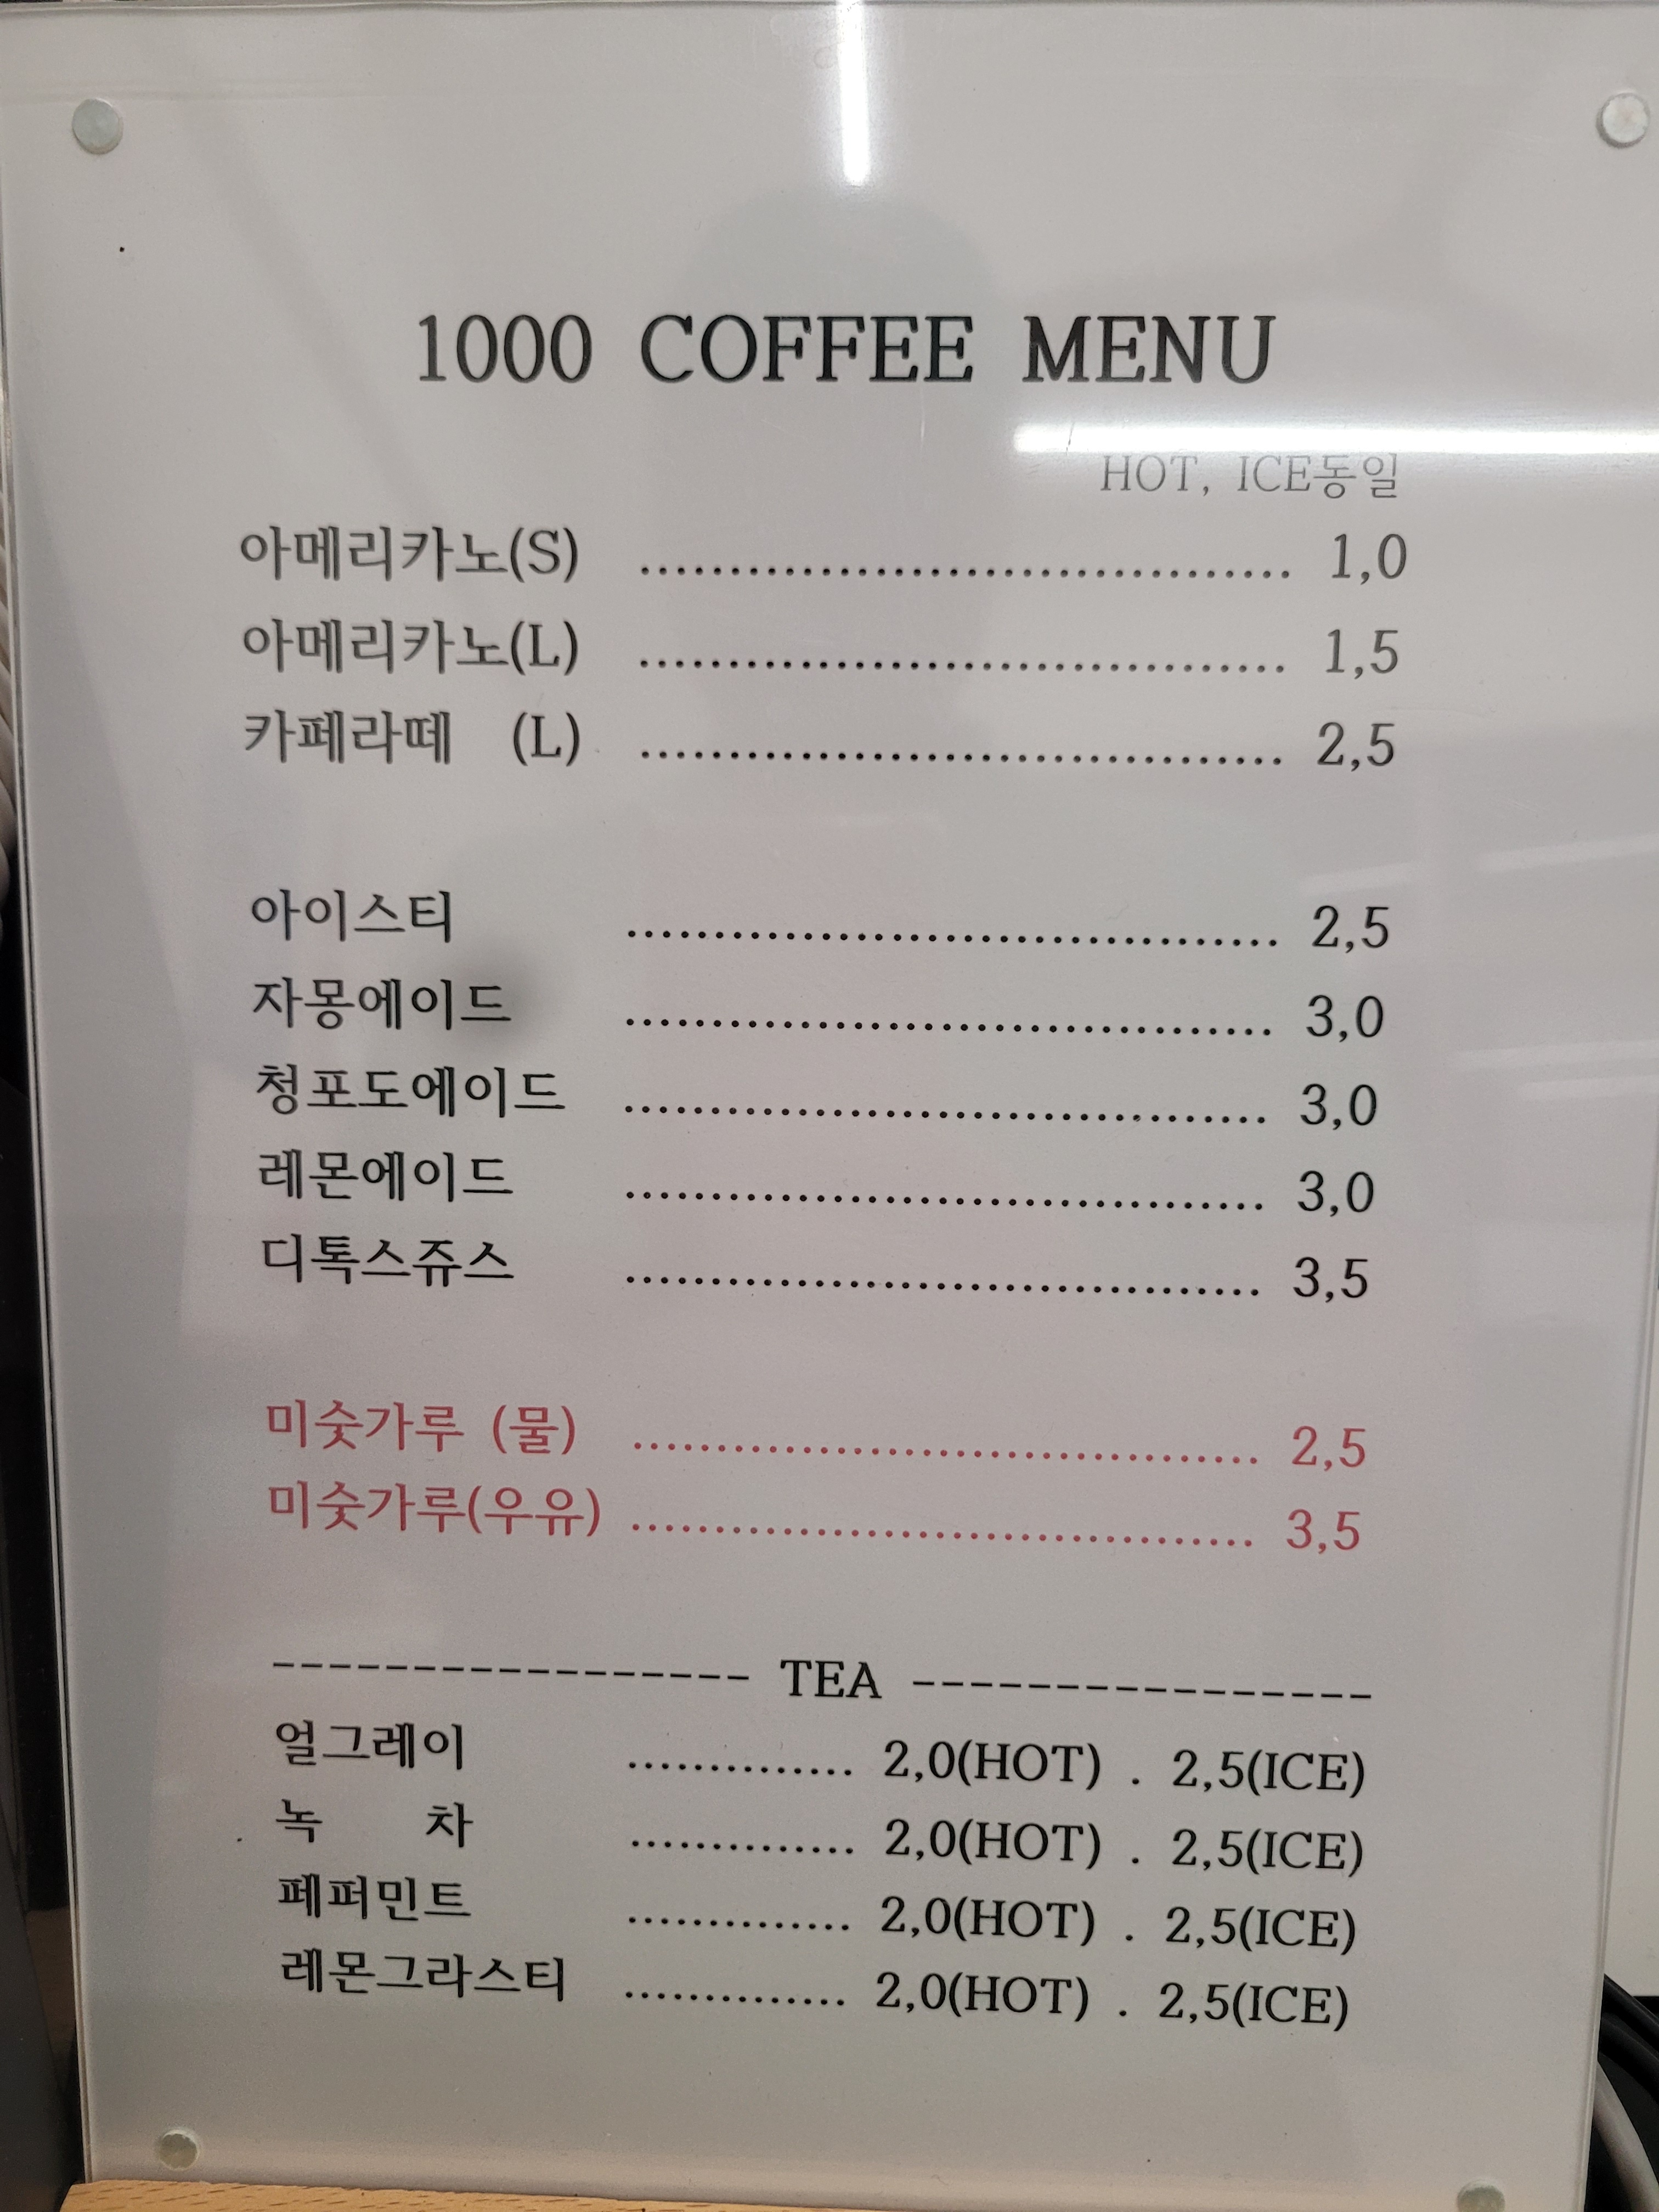 1000 COFFEE MENU
HOT, ICE동일
아메리카노(S) .................................... 1,0
아메리카노(L) .................................... 1,5
카페라떼 (L) .................................... 2,5
아이스티 .................................... 2,5
자몽에이드 .................................... 3,0
청포도에이드 .................................... 3,0
레몬에이드 .................................... 3,0
디톡스쥬스 .................................... 3,5
미숫가루 (물) .................................... 2,5
미숫가루(우유) .................................... 3,5
----------------- TEA -----------------
얼그레이 .............. 2,0(HOT) . 2,5(ICE)
녹 차 .............. 2,0(HOT) . 2,5(ICE)
페퍼민트 .............. 2,0(HOT) . 2,5(ICE)
레몬그라스티 .............. 2,0(HOT) . 2,5(ICE)